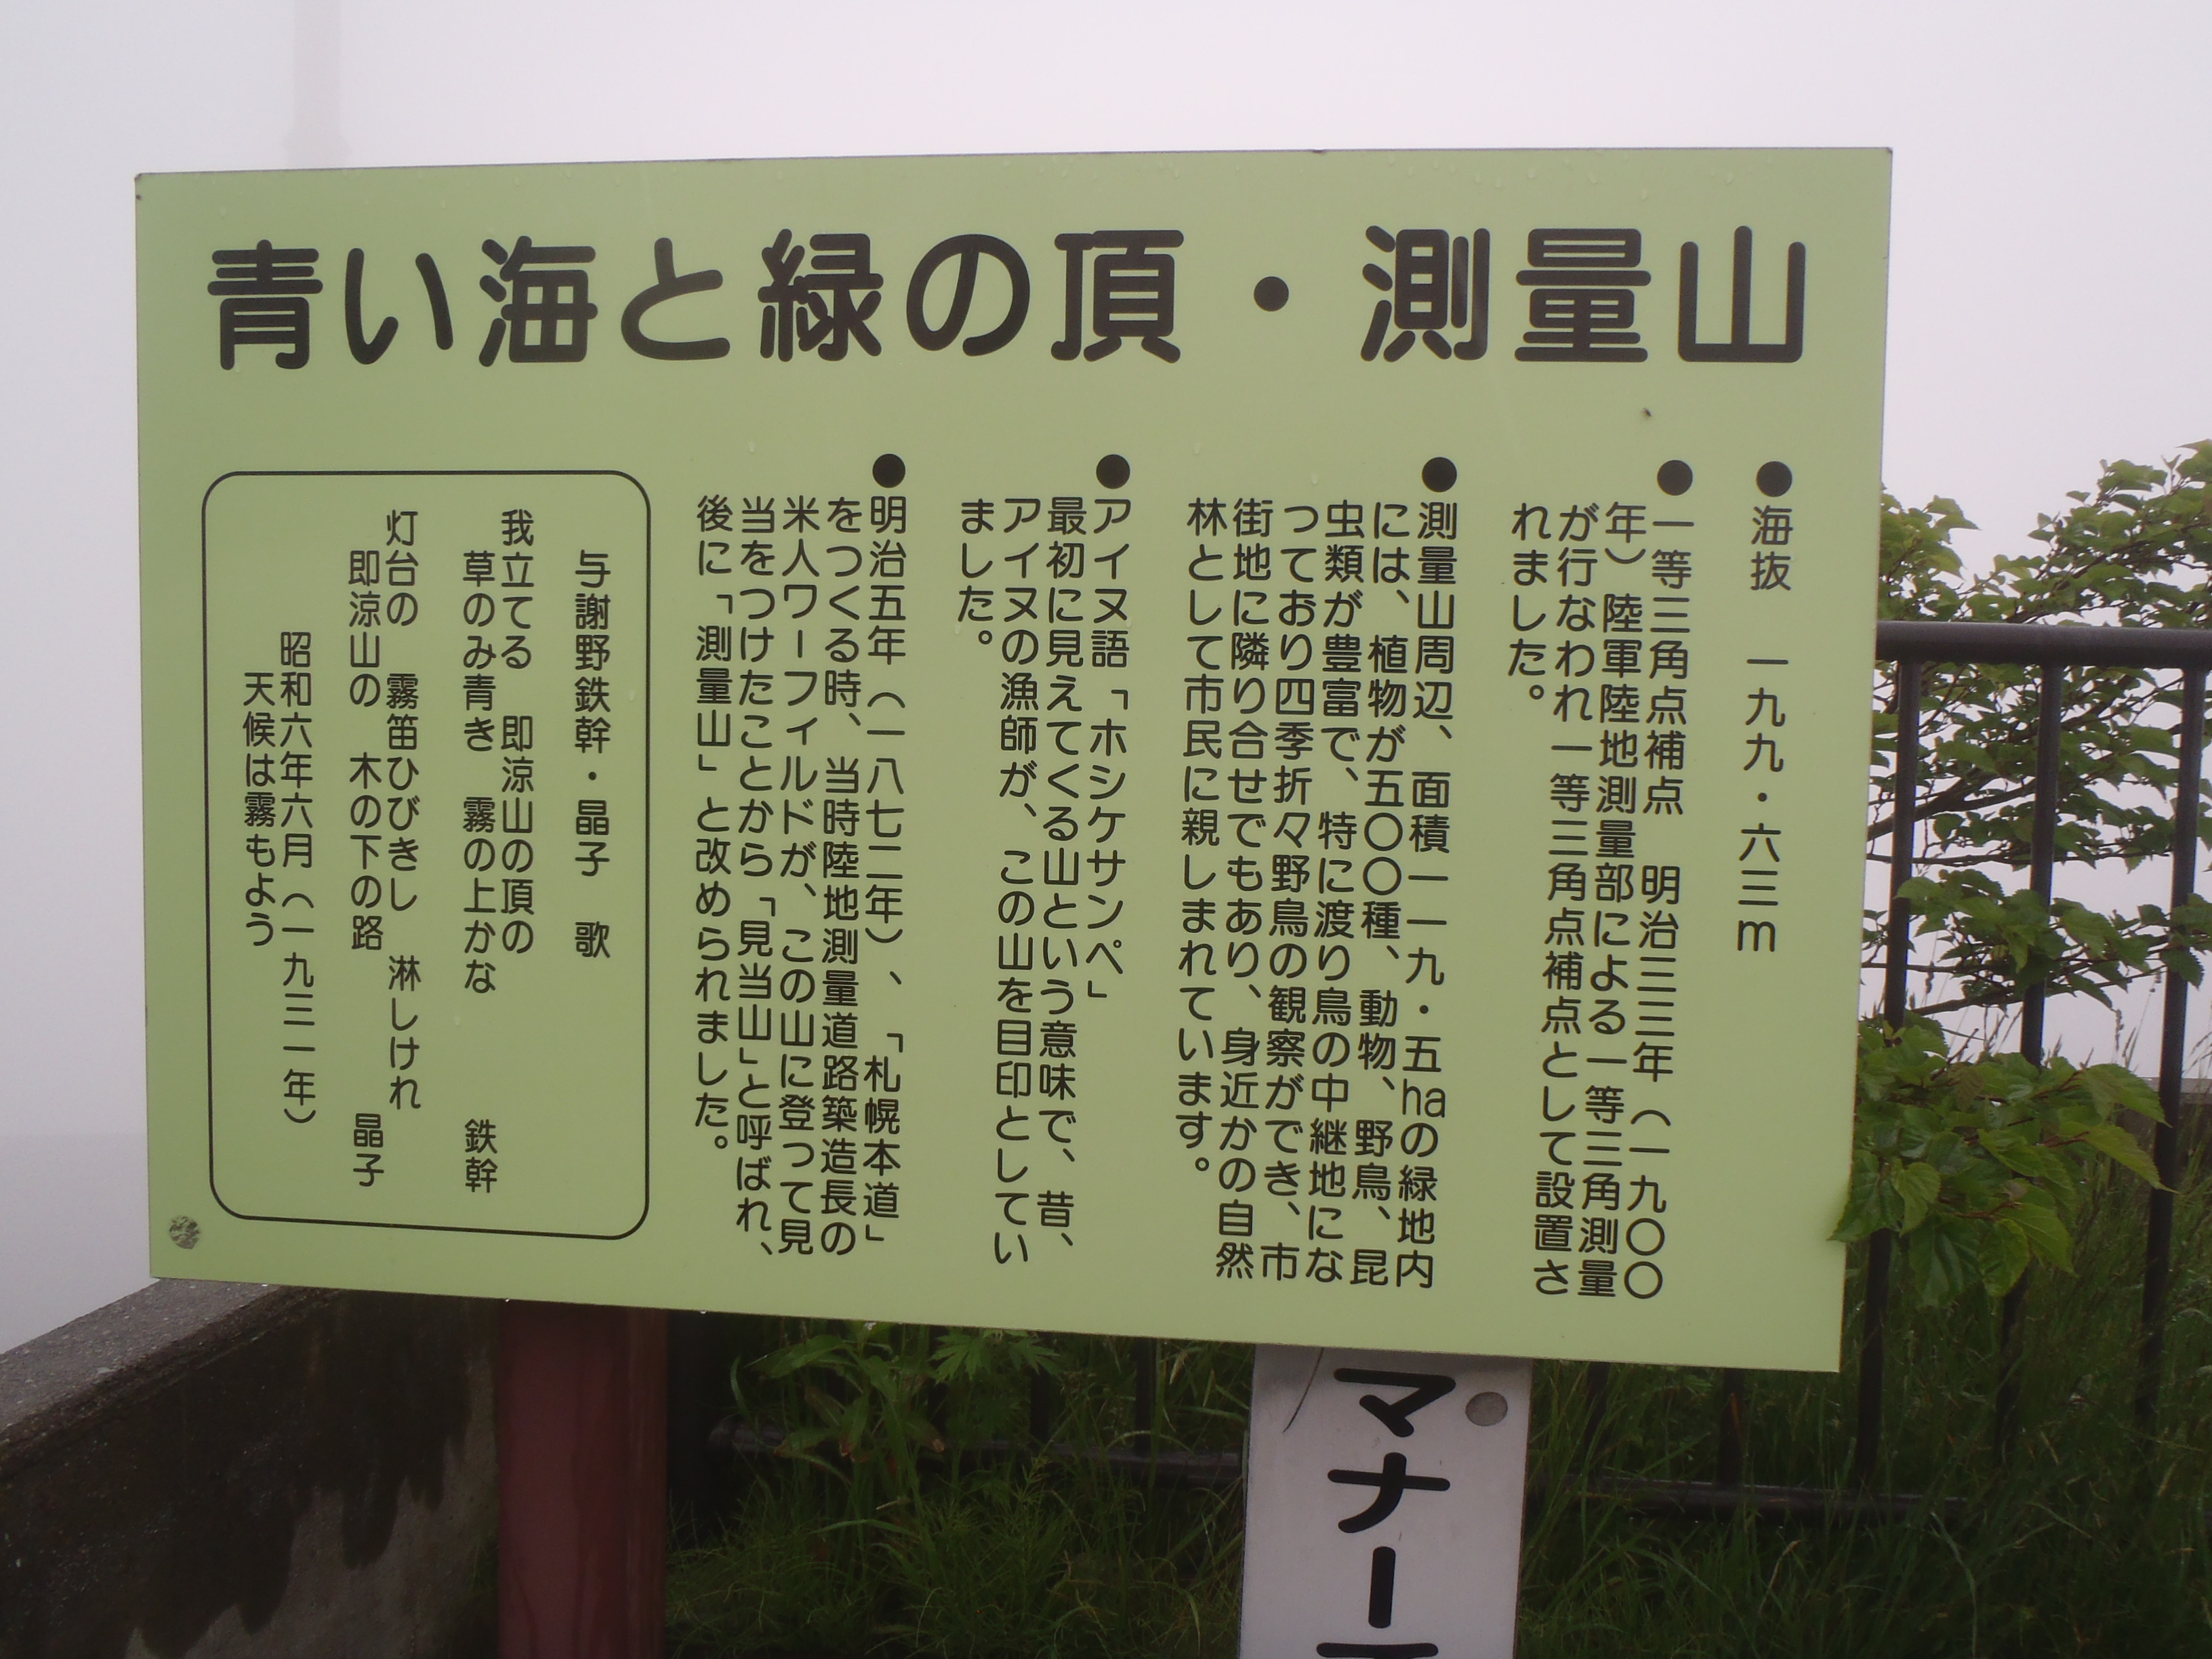 青い海と緑の頂・測量山
●海抜 一九九・六三m
●一等三角点補点 明治三三年（一九〇〇
年）陸軍陸地測量部による一等三角測量
が行なわれ一等三角点補点として設置さ
れました。
●測量山周辺、面積一一九・五haの緑地内
には、植物が五〇〇種、動物、野鳥、昆
虫類が豊富で、特に渡り鳥の中継地にな
つており四季折々野鳥の観察ができ、市
街地に隣り合せでもあり、身近かの自然
林として市民に親しまれています。
●アイヌ語「ホシケサンペ」
最初に見えてくる山という意味で、昔、
アイヌの漁師が、この山を目印としてい
ました。
●明治五年（一八七二年）、「札幌本道」
をつくる時、当時陸地測量道路築造長の
米人ワーフィルドが、この山に登って見
当をつけたことから「見当山」と呼ばれ、
後に「測量山」と改められました。
与謝野鉄幹・晶子 歌
我立てる 即涼山の頂の
草のみ青き 霧の上かな 鉄幹
灯台の 霧笛ひびきし 淋しけれ
即涼山の 木の下の路 晶子
昭和六年六月（一九三一年）
天候は霧もよう
マナー